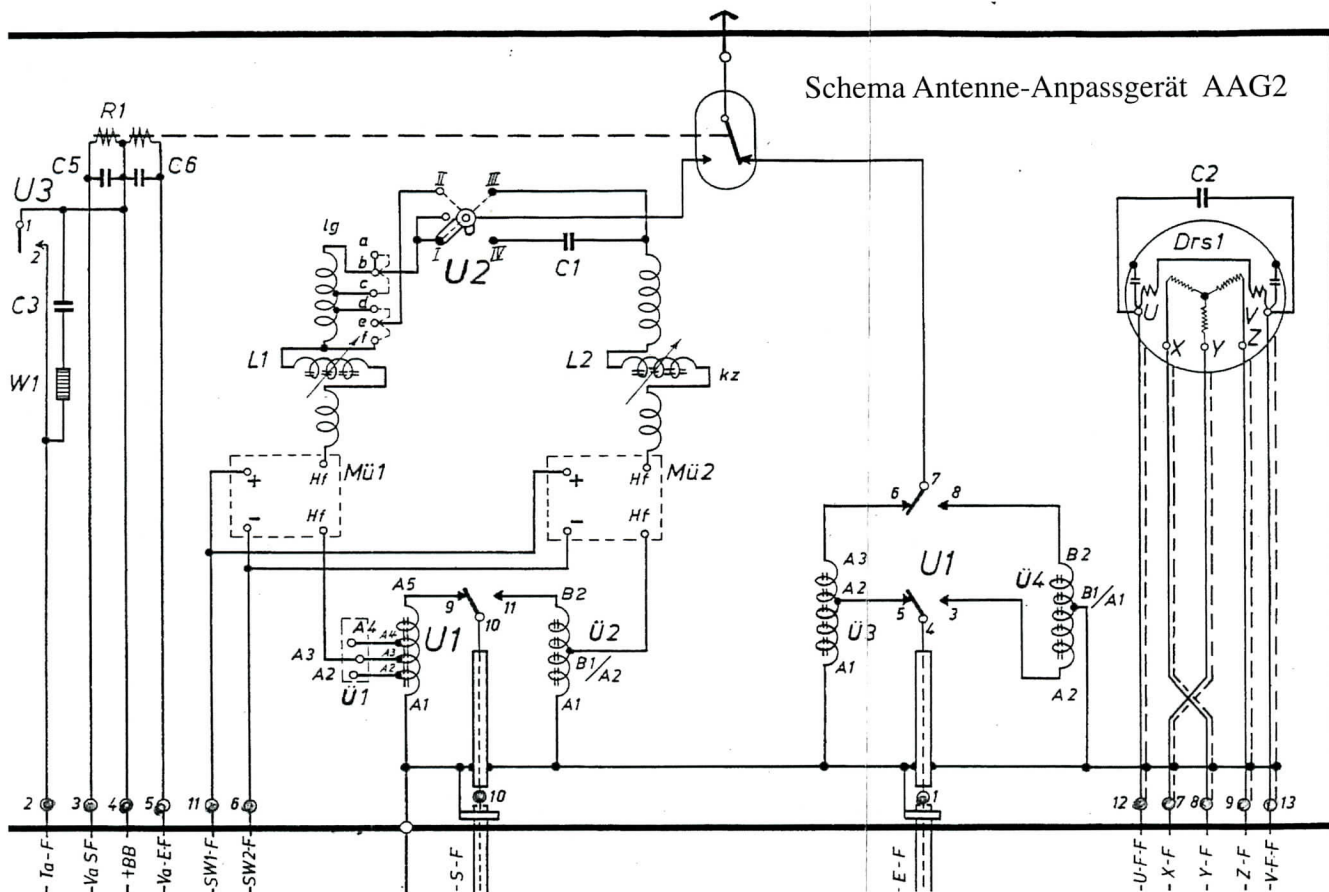 Schema Antenne-Anpassgerät AAG2
R1
C5
C6
U3
1
2
C3
W1
II
III
lg
a
b
c
d
e
f
I
IV
U2
C1
L1
L2
kz
Mü1
Mü2
+
Hf
-
Hf
+
Hf
-
Hf
C2
Drs1
U
V
X
Y
Z
6
7
8
A5
9
11
10
B2
U1
Ü2
A4
A4
A3
A3
A2
A2
Ü1
A1
B1/A2
A1
A3
A2
U1
5
4
3
Ü3
A1
B2
Ü4
B1/A1
A2
2
3
4
5
11
6
10
1
12
7
8
9
13
- Ta - F
- Va S F
- +BB
- Va - E F
- SW1 - F
- SW2 - F
- S - F
- E - F
- U - F - F
- X - F
- Y - F
- Z - F
- V - F - F